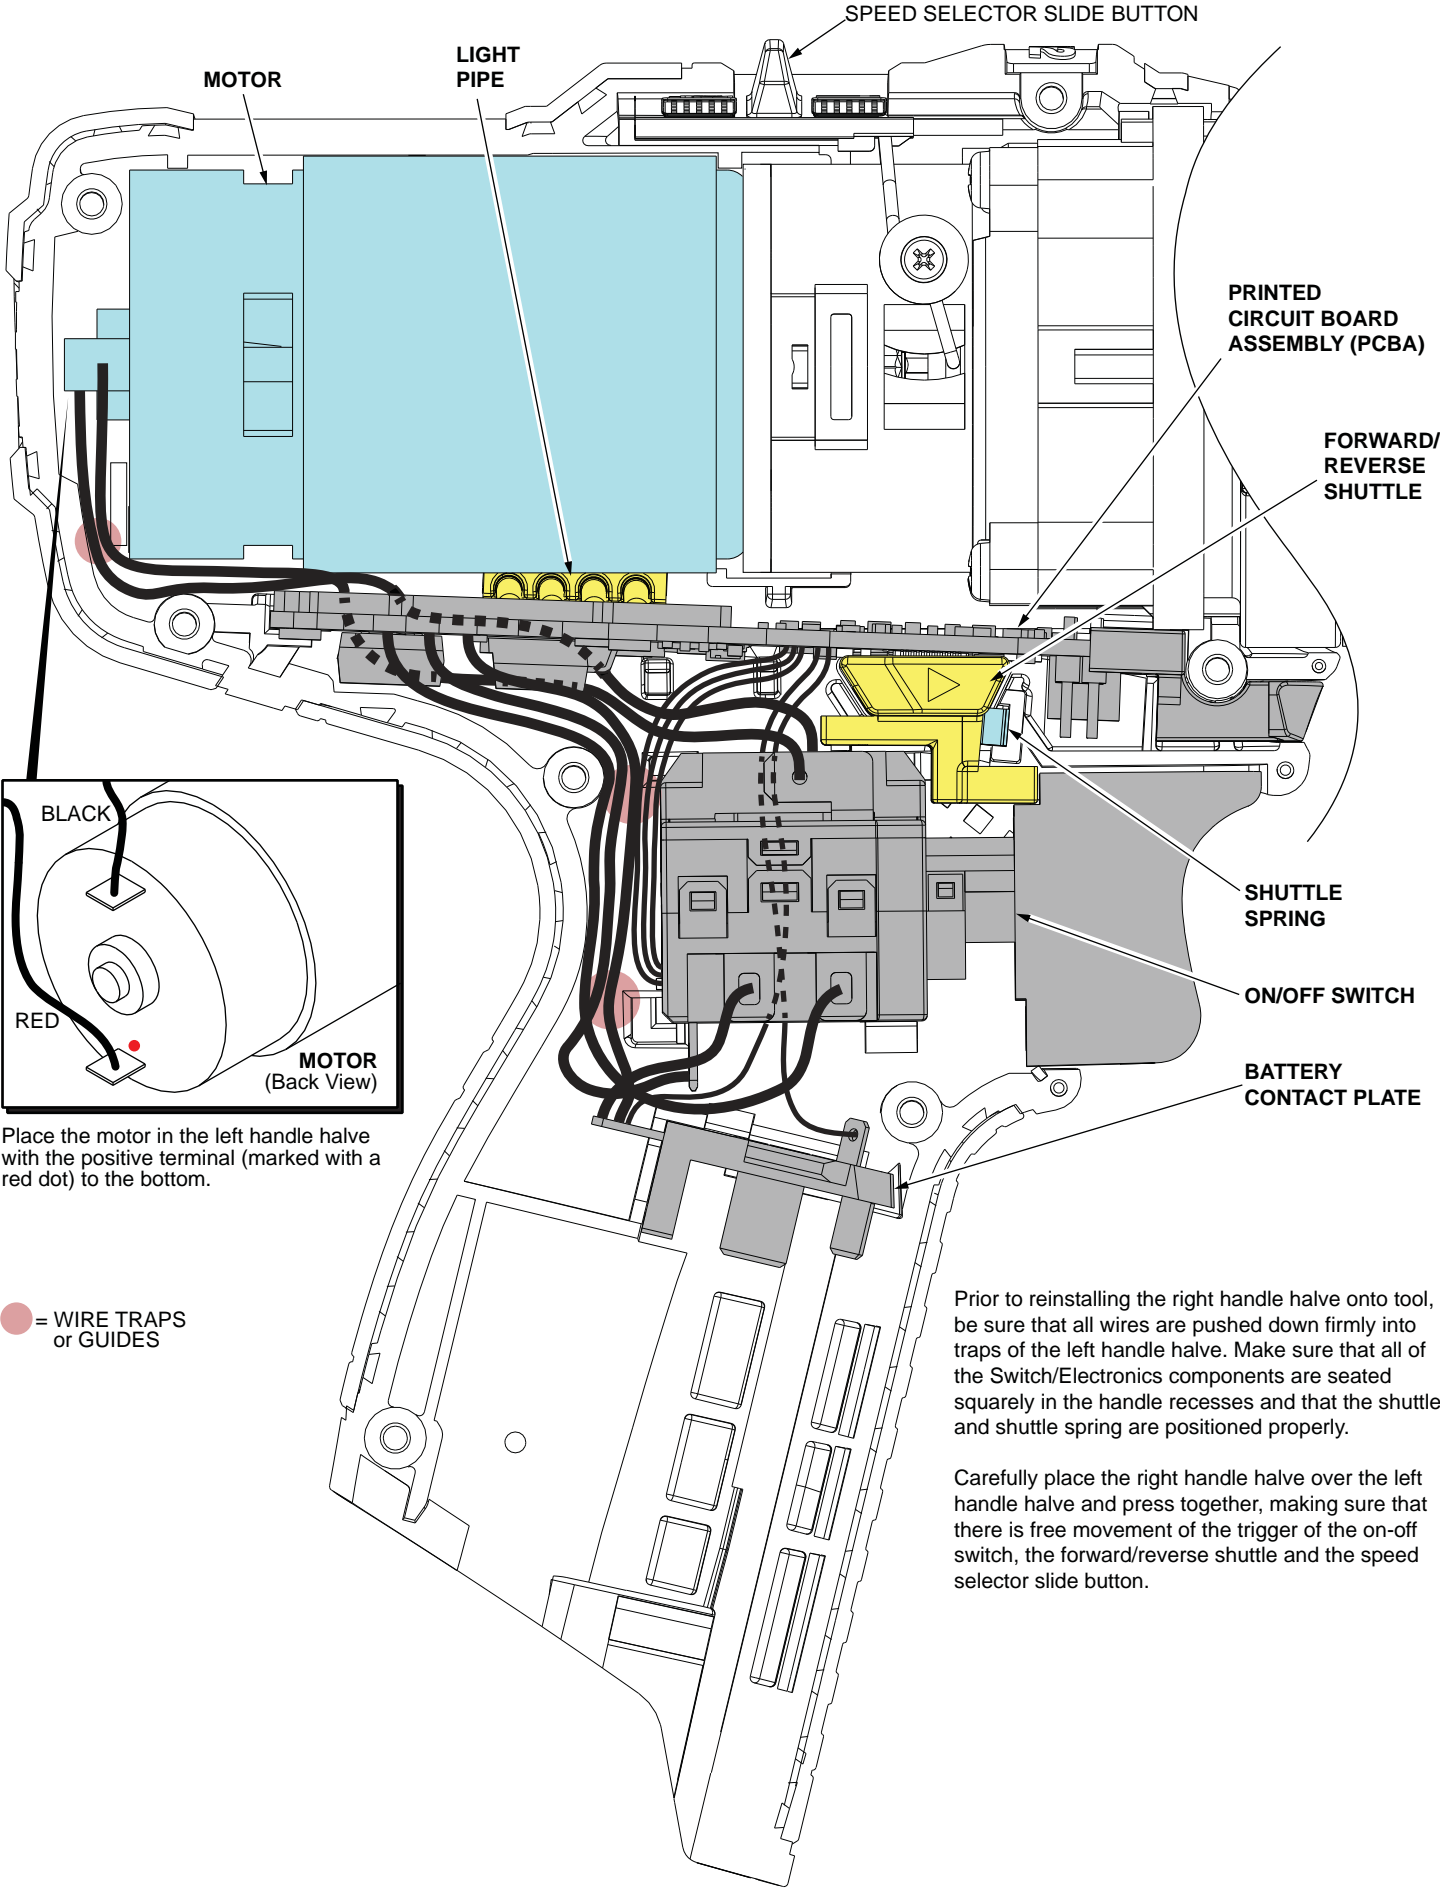 SPEED SELECTOR SLIDE BUTTON
LIGHT
PIPE
MOTOR
PRINTED
CIRCUIT BOARD
ASSEMBLY (PCBA)
FORWARD/
REVERSE
SHUTTLE
BLACK
RED
MOTOR
(Back View)
SHUTTLE
SPRING
ON/OFF SWITCH
BATTERY
CONTACT PLATE
Place the motor in the left handle halve
with the positive terminal (marked with a
red dot) to the bottom.
= WIRE TRAPS
or GUIDES
Prior to reinstalling the right handle halve onto tool,
be sure that all wires are pushed down firmly into
traps of the left handle halve. Make sure that all of
the Switch/Electronics components are seated
squarely in the handle recesses and that the shuttle
and shuttle spring are positioned properly.
Carefully place the right handle halve over the left
handle halve and press together, making sure that
there is free movement of the trigger of the on-off
switch, the forward/reverse shuttle and the speed
selector slide button.